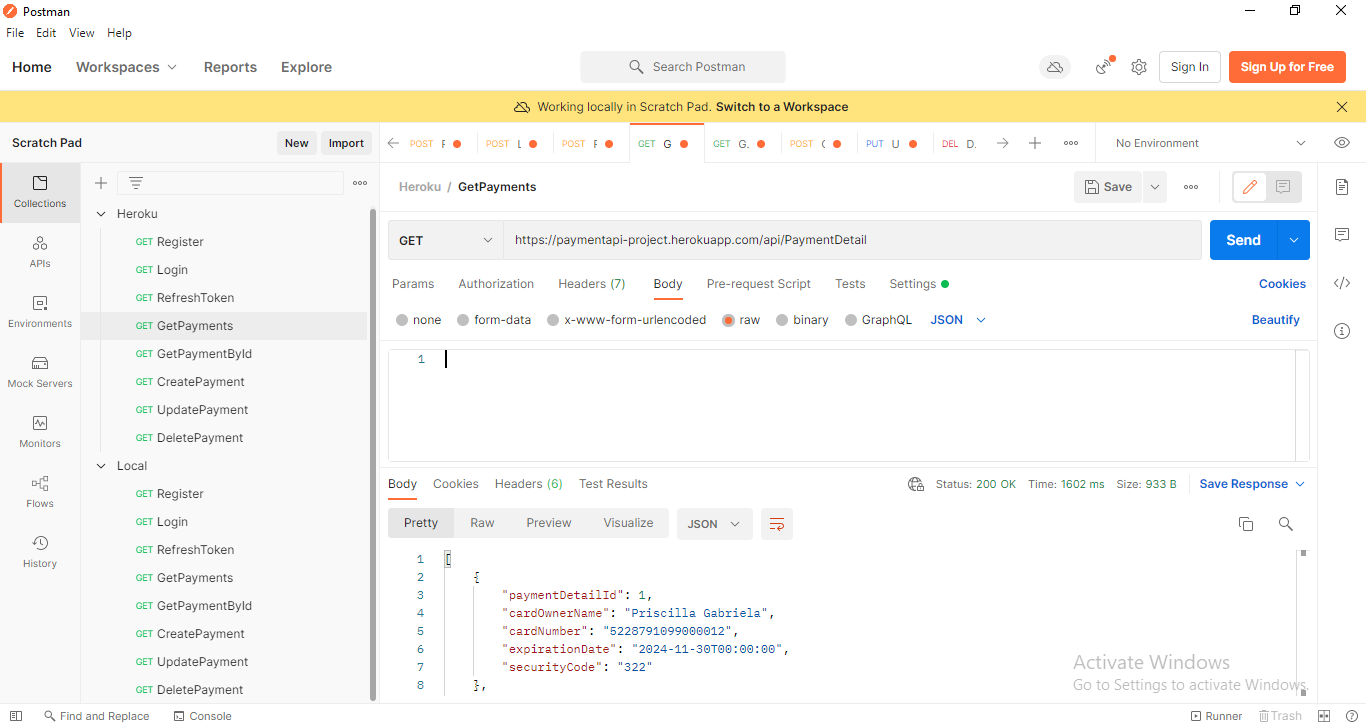 Postman
File Edit View Help
Home Workspaces Reports Explore Search Postman Sign In Sign Up for Free
Working locally in Scratch Pad. Switch to a Workspace
Scratch Pad New Import POST POST L POST GET G GET G. POST PUT U DEL D. No Environment
Collections
APIs
Environments
Mock Servers
Monitors
Flows
History
Heroku
GET Register
GET Login
GET RefreshToken
GET GetPayments
GET GetPaymentById
GET CreatePayment
GET UpdatePayment
GET DeletePayment
Local
GET Register
GET Login
GET RefreshToken
GET GetPayments
GET GetPaymentById
GET CreatePayment
GET UpdatePayment
GET DeletePayment
Heroku / GetPayments Save
GET https://paymentapi-project.herokuapp.com/api/PaymentDetail Send
Params Authorization Headers (7) Body Pre-request Script Tests Settings Cookies
none form-data x-www-form-urlencoded raw binary GraphQL JSON Beautify
1
Body Cookies Headers (6) Test Results Status: 200 OK Time: 1602 ms Size: 933 B Save Response
Pretty Raw Preview Visualize JSON
1 [
2 {
3 "paymentDetailId": 1,
4 "cardOwnerName": "Priscilla Gabriela",
5 "cardNumber": "5228791099000012",
6 "expirationDate": "2024-11-30T00:00:00",
7 "securityCode": "322"
8 },
Activate Windows
Go to Settings to activate Windows.
Find and Replace Console Runner Trash